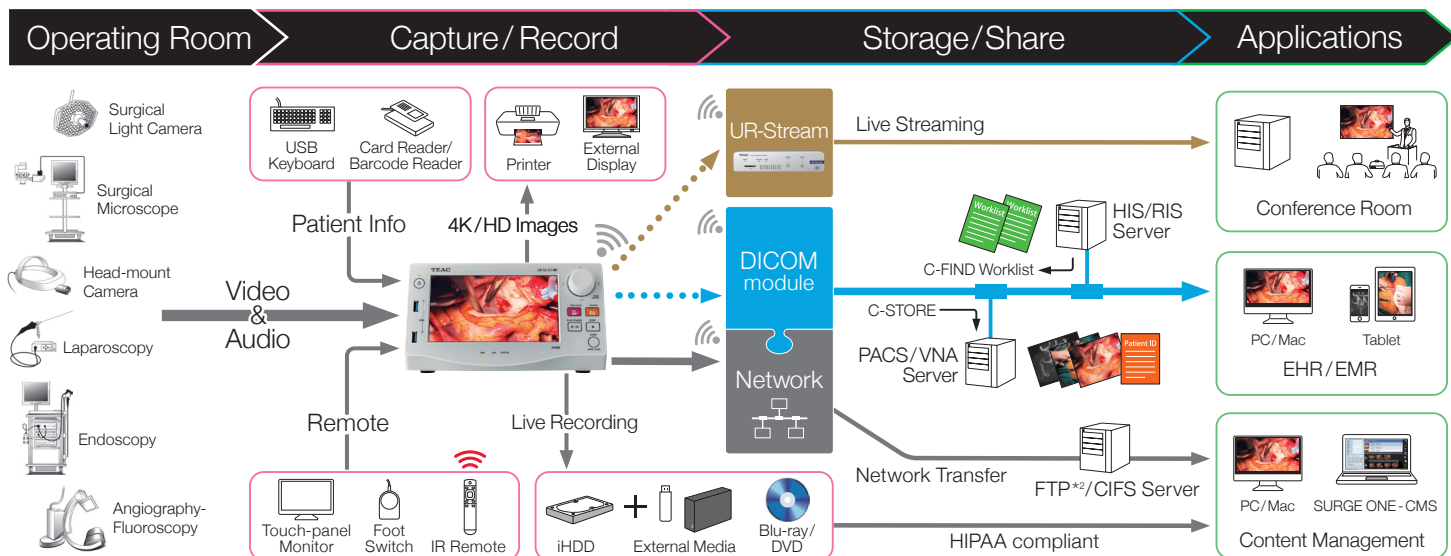 Operating Room
Capture/Record
Storage/Share
Applications
Surgical
Light Camera
Surgical
Microscope
Head-mount
Camera
Laparoscopy
Endoscopy
Angiography-
Fluoroscopy
Video
&
Audio
USB
Keyboard
Card Reader/
Barcode Reader
Patient Info
Printer
External
Display
4K/HD Images
TEAC
Remote
Touch-panel
Monitor
Foot
Switch
IR Remote
Live Recording
iHDD
+
External Media
Blu-ray/
DVD
UR-Stream
TEAC
DICOM
module
Network
Live Streaming
Worklist
Worklist
HIS/RIS
Server
C-FIND Worklist
C-STORE
PACS/VNA
Server
Patient ID
Network Transfer
FTP*2/CIFS Server
HIPAA compliant
Conference Room
PC/Mac
Tablet
EHR/EMR
PC/Mac
SURGE ONE-CMS
Content Management